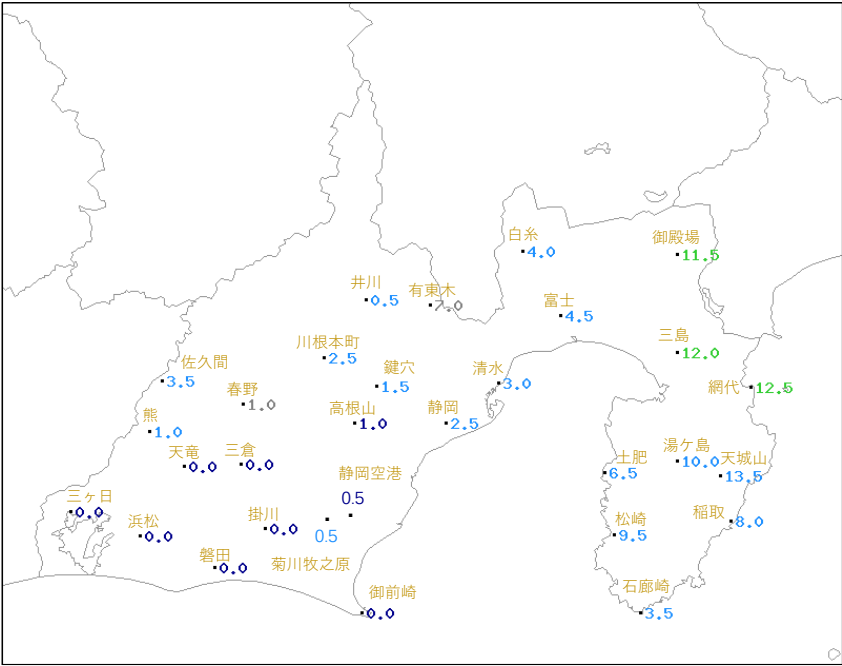 白糸
4.0
御殿場
11.5
井川
0.5
有東木
7.0
富士
4.5
川根本町
2.5
三島
12.0
佐久間
3.5
鍵穴
1.5
清水
3.0
網代
12.5
春野
1.0
熊
1.0
高根山
1.0
静岡
2.5
天竜
0.0
三倉
0.0
静岡空港
0.5
土肥
6.5
湯ケ島
10.0
天城山
13.5
三ヶ日
0.0
浜松
0.0
掛川
0.0
0.5
菊川牧之原
松崎
9.5
稲取
8.0
磐田
0.0
御前崎
0.0
石廊崎
3.5